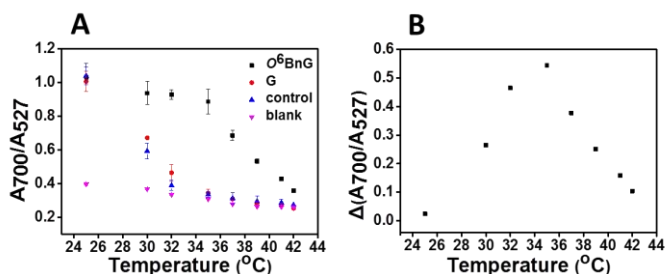 A
A700/A527
1.2
1.0
0.8
0.6
0.4
0.2
O⁶BnG
G
control
blank
24 26 28 30 32 34 36 38 40 42 44
Temperature (°C)
B
Δ(A700/A527)
0.6
0.5
0.4
0.3
0.2
0.1
0.0
24 26 28 30 32 34 36 38 40 42 44
Temperature (°C)